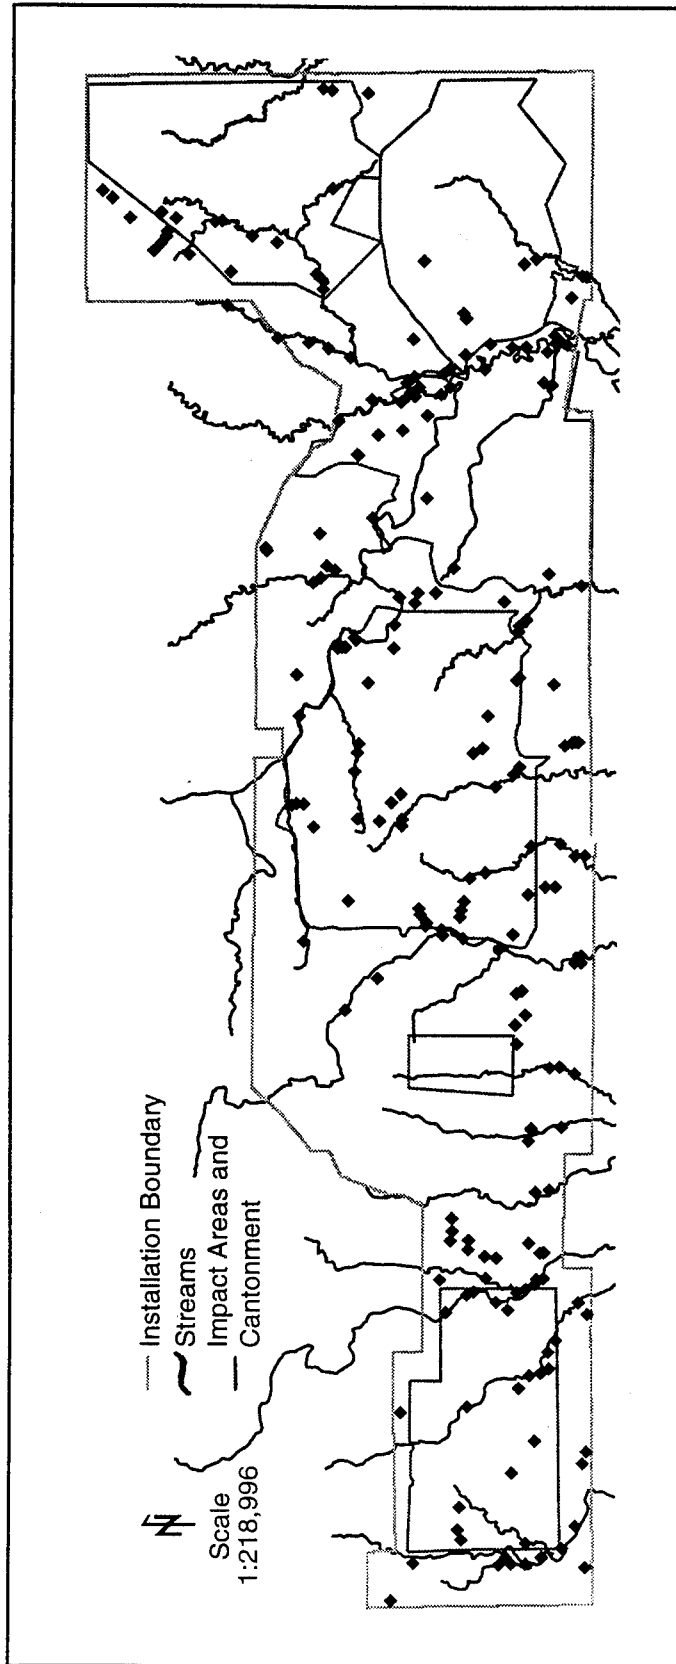 Installation Boundary
Streams
Impact Areas and
Cantonment
N
Scale
1:218,996